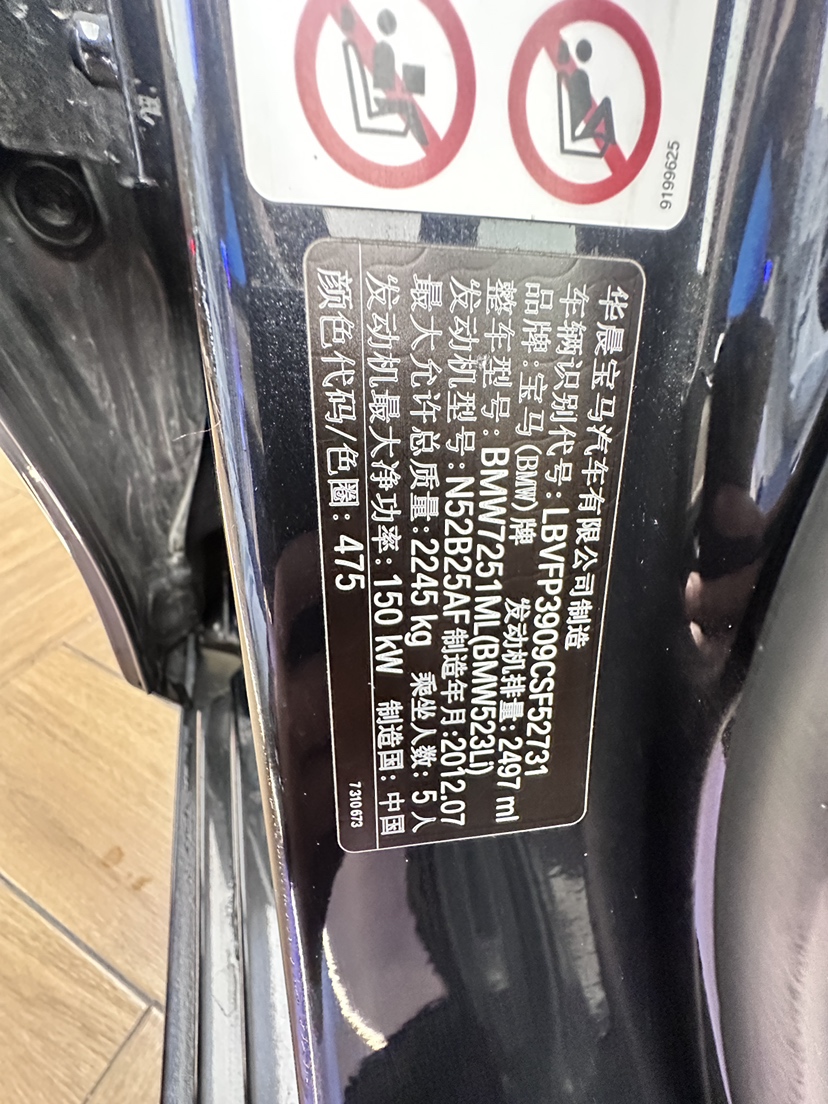 9199625
华晨宝马汽车有限公司制造
车辆识别代号：LBVFP3909CSF52731
品牌：宝马(BMW)牌 发动机排量：2497 ml
整车型号：BMW7251ML(BMW523Li)
发动机型号：N52B25AF 制造年月：2012.07
最大允许总质量：2245 kg 乘坐人数：5人
发动机最大净功率：150 kW 制造国：中国
颜色代码/色圈：475 7310673